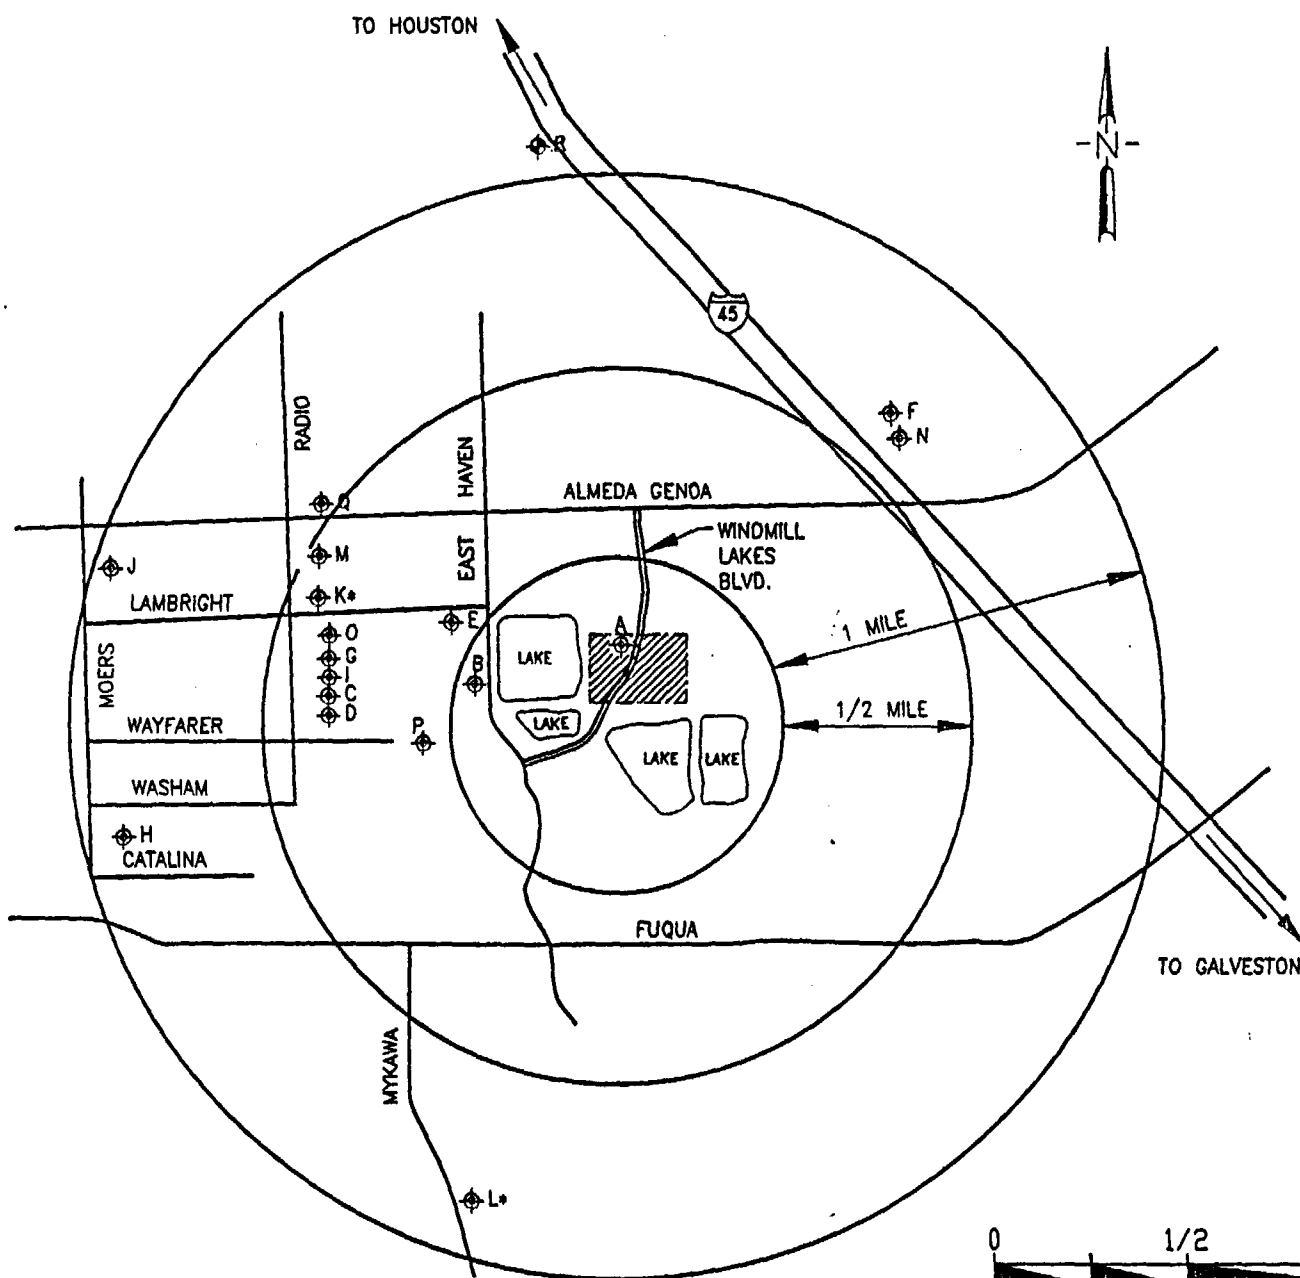 TO HOUSTON
R
N
45
F
N
RADIO
HAVEN
EAST
Q
ALMEDA GENOA
WINDMILL
LAKES
BLVD.
M
J
K*
LAMBRIGHT
1 MILE
E
A
O
LAKE
G
B
MOERS
I
C
D
1/2 MILE
WAYFARER
P
LAKE
LAKE
LAKE
WASHAM
H
CATALINA
FUQUA
TO GALVESTON
MYKAWA
L*
0
1/2